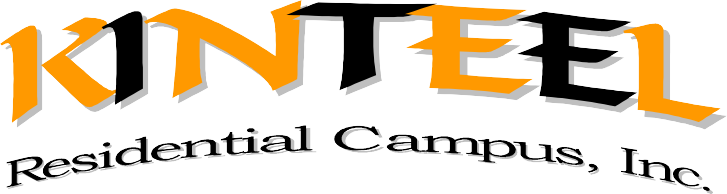 KINTEEL
Residential Campus, Inc.